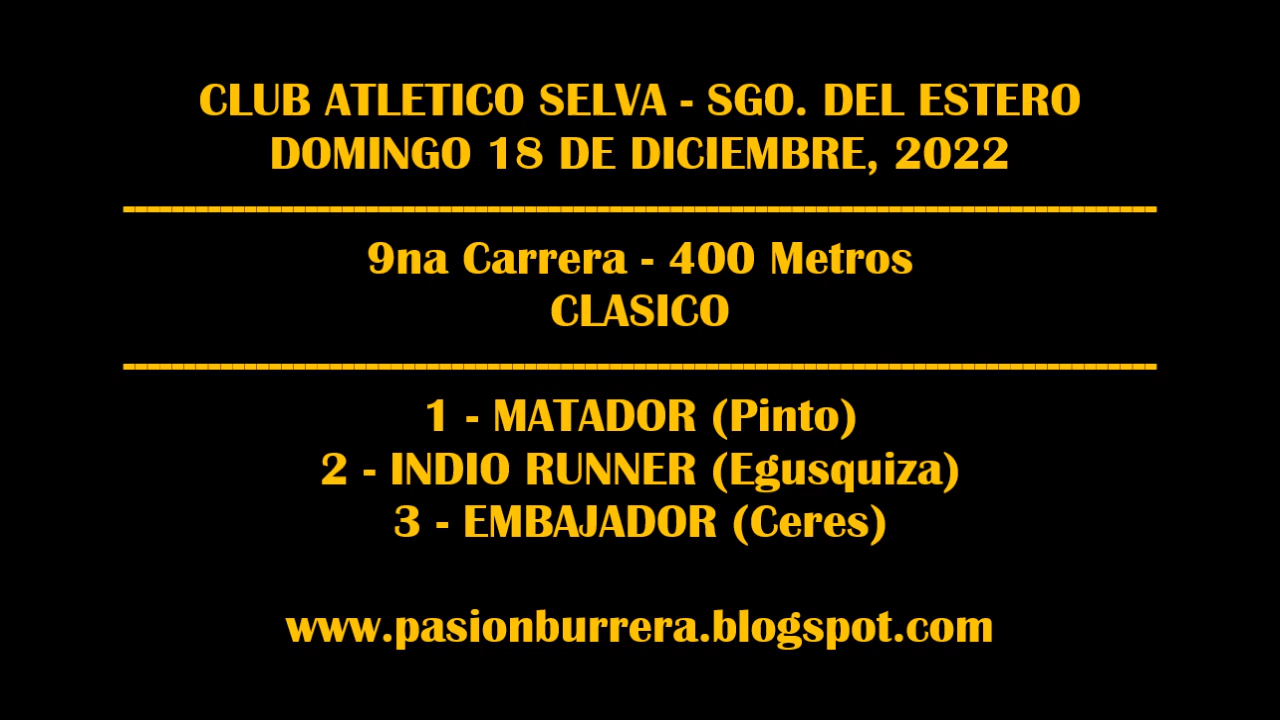 CLUB ATLETICO SELVA - SGO. DEL ESTERO
DOMINGO 18 DE DICIEMBRE, 2022
9na Carrera - 400 Metros
CLASICO
1 - MATADOR (Pinto)
2 - INDIO RUNNER (Egusquiza)
3 - EMBAJADOR (Ceres)
www.pasionburrera.blogspot.com